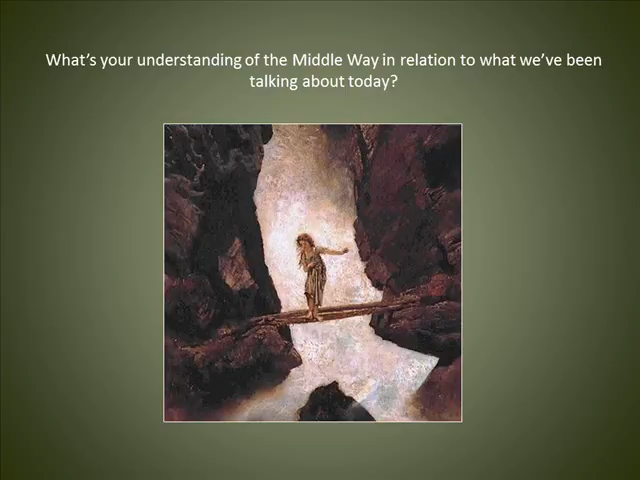 What’s your understanding of the Middle Way in relation to what we’ve been
talking about today?